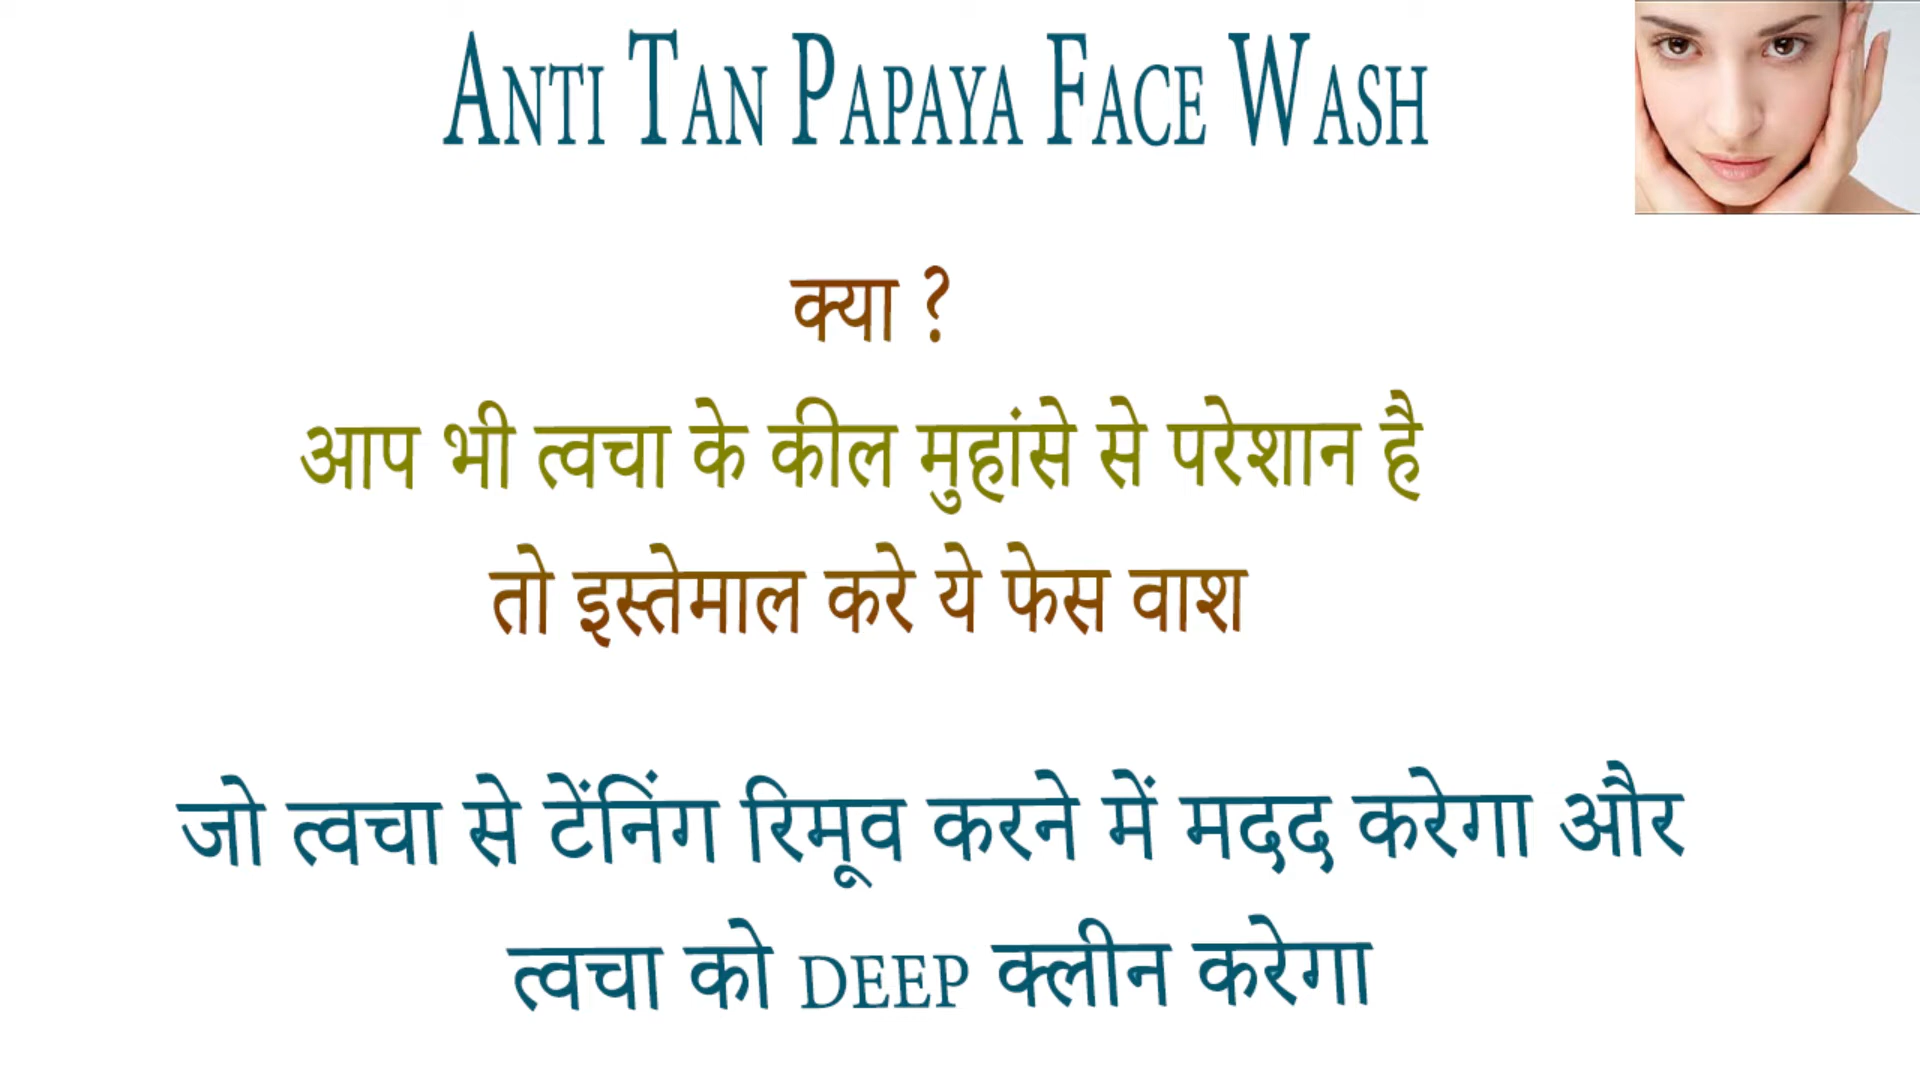 Anti Tan Papaya Face Wash
क्या ?
आप भी त्वचा के कील मुहांसे से परेशान है
तो इस्तेमाल करे ये फेस वाश
जो त्वचा से टेंनिंग रिमूव करने में मदद करेगा और
त्वचा को DEEP क्लीन करेगा